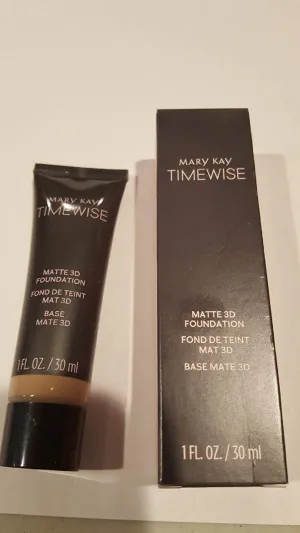 MARY KAY
TIMEWISE
MATTE 3D
FOUNDATION
FOND DE TEINT
MAT 3D
BASE
MATE 3D
1 FL. OZ. / 30 ml
MARY KAY
TIMEWISE
MATTE 3D
FOUNDATION
FOND DE TEINT
MAT 3D
BASE MATE 3D
1 FL. OZ. / 30 ml